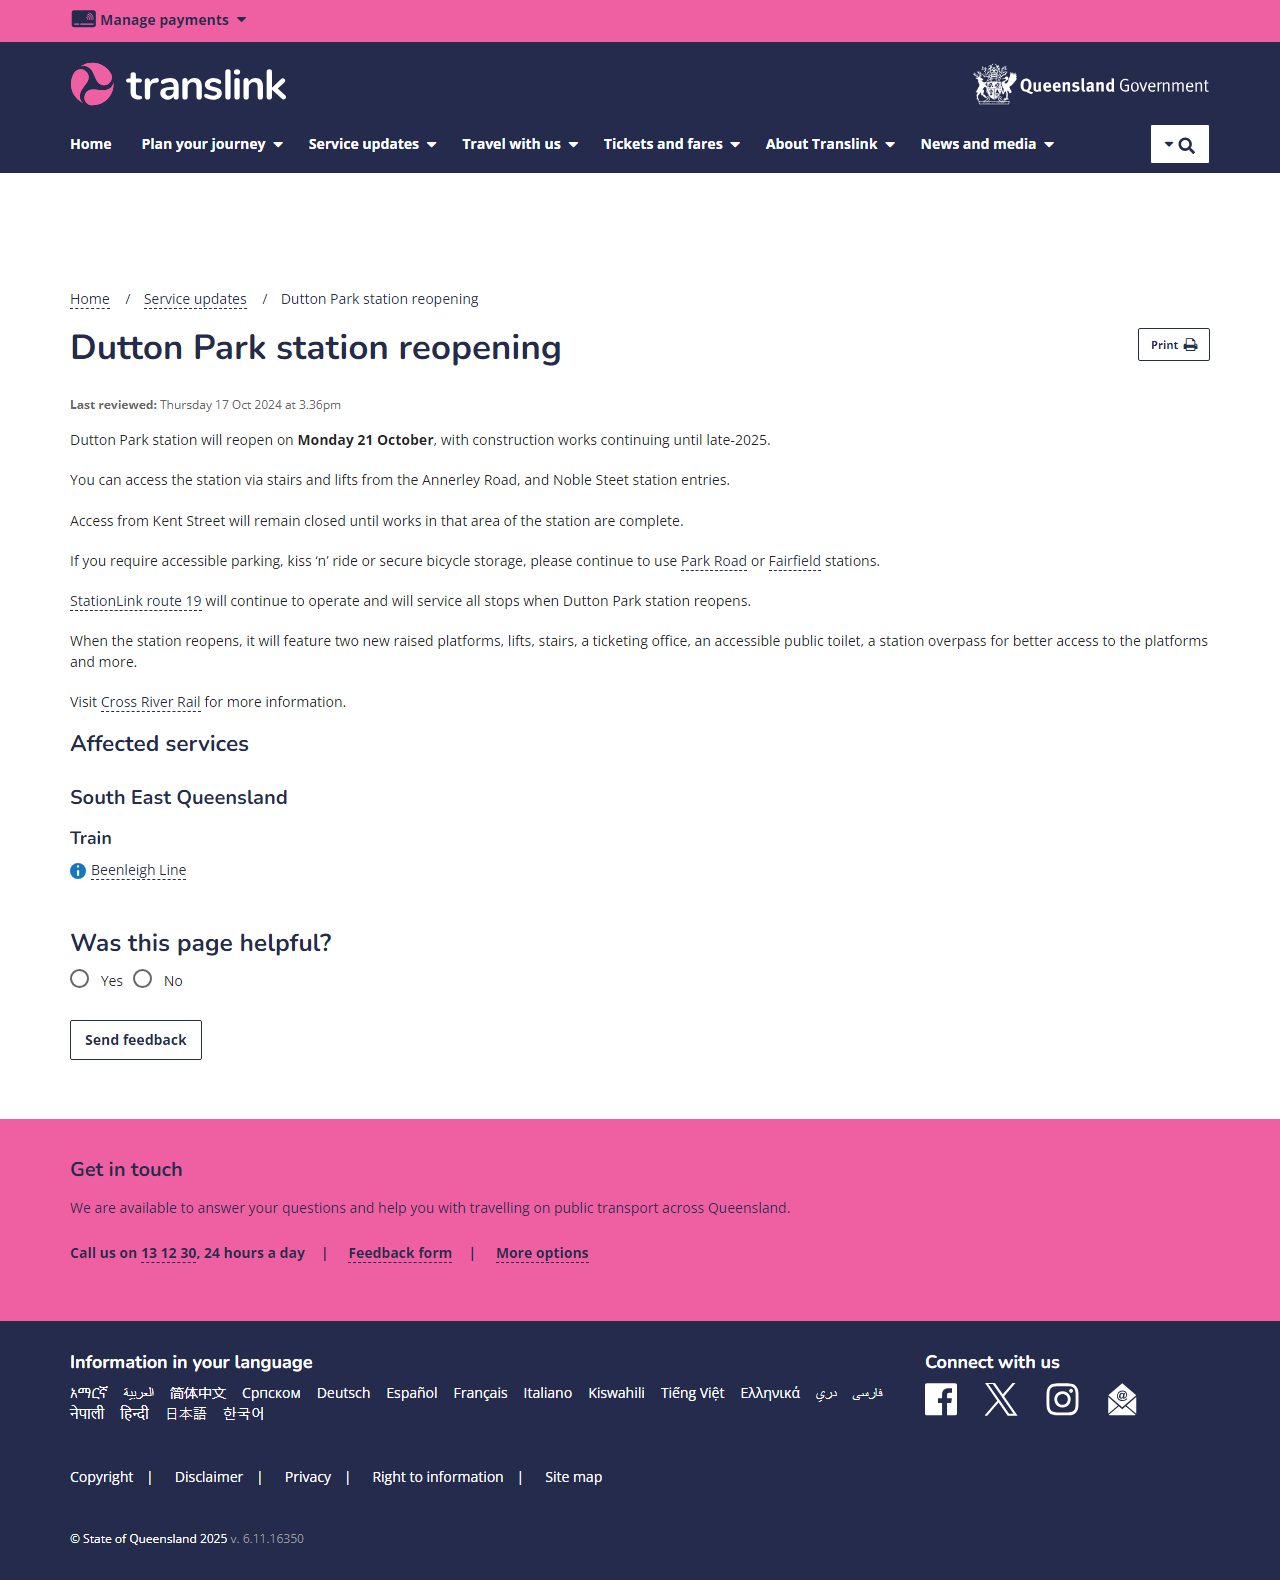 Manage payments
translink
Queensland Government
Home Plan your journey Service updates Travel with us Tickets and fares About Translink News and media
Home / Service updates / Dutton Park station reopening
Dutton Park station reopening
Print
Last reviewed: Thursday 17 Oct 2024 at 3.36pm
Dutton Park station will reopen on Monday 21 October, with construction works continuing until late-2025.
You can access the station via stairs and lifts from the Annerley Road, and Noble Steet station entries.
Access from Kent Street will remain closed until works in that area of the station are complete.
If you require accessible parking, kiss ‘n’ ride or secure bicycle storage, please continue to use Park Road or Fairfield stations.
StationLink route 19 will continue to operate and will service all stops when Dutton Park station reopens.
When the station reopens, it will feature two new raised platforms, lifts, stairs, a ticketing office, an accessible public toilet, a station overpass for better access to the platforms
and more.
Visit Cross River Rail for more information.
Affected services
South East Queensland
Train
Beenleigh Line
Was this page helpful?
Yes No
Send feedback
Get in touch
We are available to answer your questions and help you with travelling on public transport across Queensland.
Call us on 13 12 30, 24 hours a day | Feedback form | More options
Information in your language
Connect with us
አማርኛ العربية 简体中文 Српском Deutsch Español Français Italiano Kiswahili Tiếng Việt Ελληνικά دري فارسی
नेपाली हिन्दी 日本語 한국어
Copyright | Disclaimer | Privacy | Right to information | Site map
© State of Queensland 2025 v. 6.11.16350